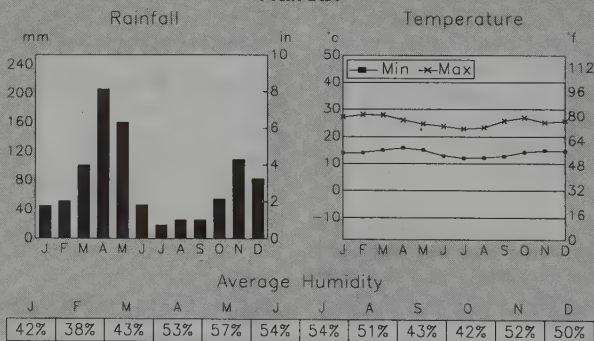 Rainfall
mm
in
240
200
160
120
80
40
0
10
8
6
4
2
0
J F M A M J J A S O N D
Temperature
°c
°f
50
40
30
20
10
0
-10
Min Max
112
96
80
64
48
32
16
0
J F M A M J J A S O N D
Average Humidity
J F M A M J J A S O N D
42% 38% 43% 53% 57% 54% 54% 51% 43% 42% 52% 50%